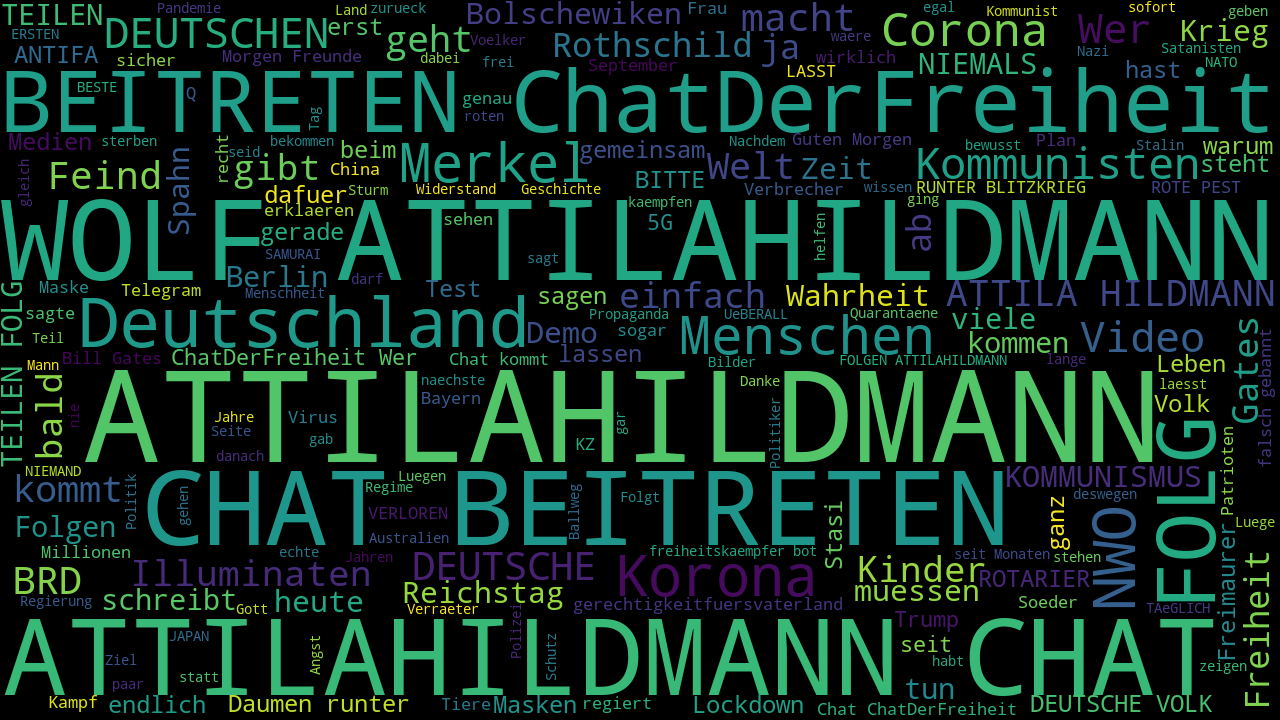 TEILEN Pandemie Land zurueck Bolschewiken Frau macht egal Kommunist sofort geben
ERSTEN DEUTSCHEN erst geht Voelker Rothschild ja waere Corona Wer Krieg
ANTIFA sicher Morgen Freunde dabei frei September LASST wirklich NIEMALS Nazi Satanisten NATO
BEITRETEN ChatDerFreiheit
BESTE Q Tag genau roten hast
Medien sterben recht seid bekommen beim Merkel gemeinsam Nachdem Guten Morgen Plan bewusst Stalin warum
gleich Feind Spahn gibt China Welt Zeit Kommunisten steht
dafuer Sturm Widerstand Geschichte BITTE Verbrecher wissen RUNTER BLITZKRIEG ROTE PEST
WOLF ATTILAHILDMANN
erklaeren sehen kaempfen 5G helfen ging ab
gerade SAMURAI sagt
Maske Berlin darf Test
TEILEN FOLG Telegram Menschheit sagen einfach Wahrheit ATTILA HILDMANN
sagte Deutschland Demo Propaganda sogar UeBERALL Quarantaene viele Video
Teil Menschen kommen
Mann Bill Gates ChatDerFreiheit Wer Chat kommt lassen Bilder FOLGEN ATTILAHILDMANN lange Leben Gates falsch gebannt
bald ATTILAHILDMANN
nie Jahre Seite Virus naechste Bayern Danke laesst Volk
gab danach KZ gar Politiker FOLG
NIEMAND CHAT BEITRETEN
kommt Politik gehen Luegen Regime Folgt KOMMUNISMUS deswegen Patrioten
Folgen VERLOREN Australien Ballweg Stasi ganz NWO Luege
Millionen echte Jahren freiheitskaempfer bot seit Monaten stehen
BRD Illuminaten DEUTSCHE Korona Kinder ROTARIER Freimaurer Freiheit
Regierung schreibt Gott heute Reichstag Verraeter gerechtigkeitfuersvaterland muessen Soeder TAeGLICH
ATTILAHILDMANN CHAT
JAPAN Polizei Trump
Ziel Angst schutz seit habt zeigen
paar statt tun
Kampf endlich Daumen runter Tiere Masken regiert Lockdown Chat ChatDerFreiheit DEUTSCHE VOLK